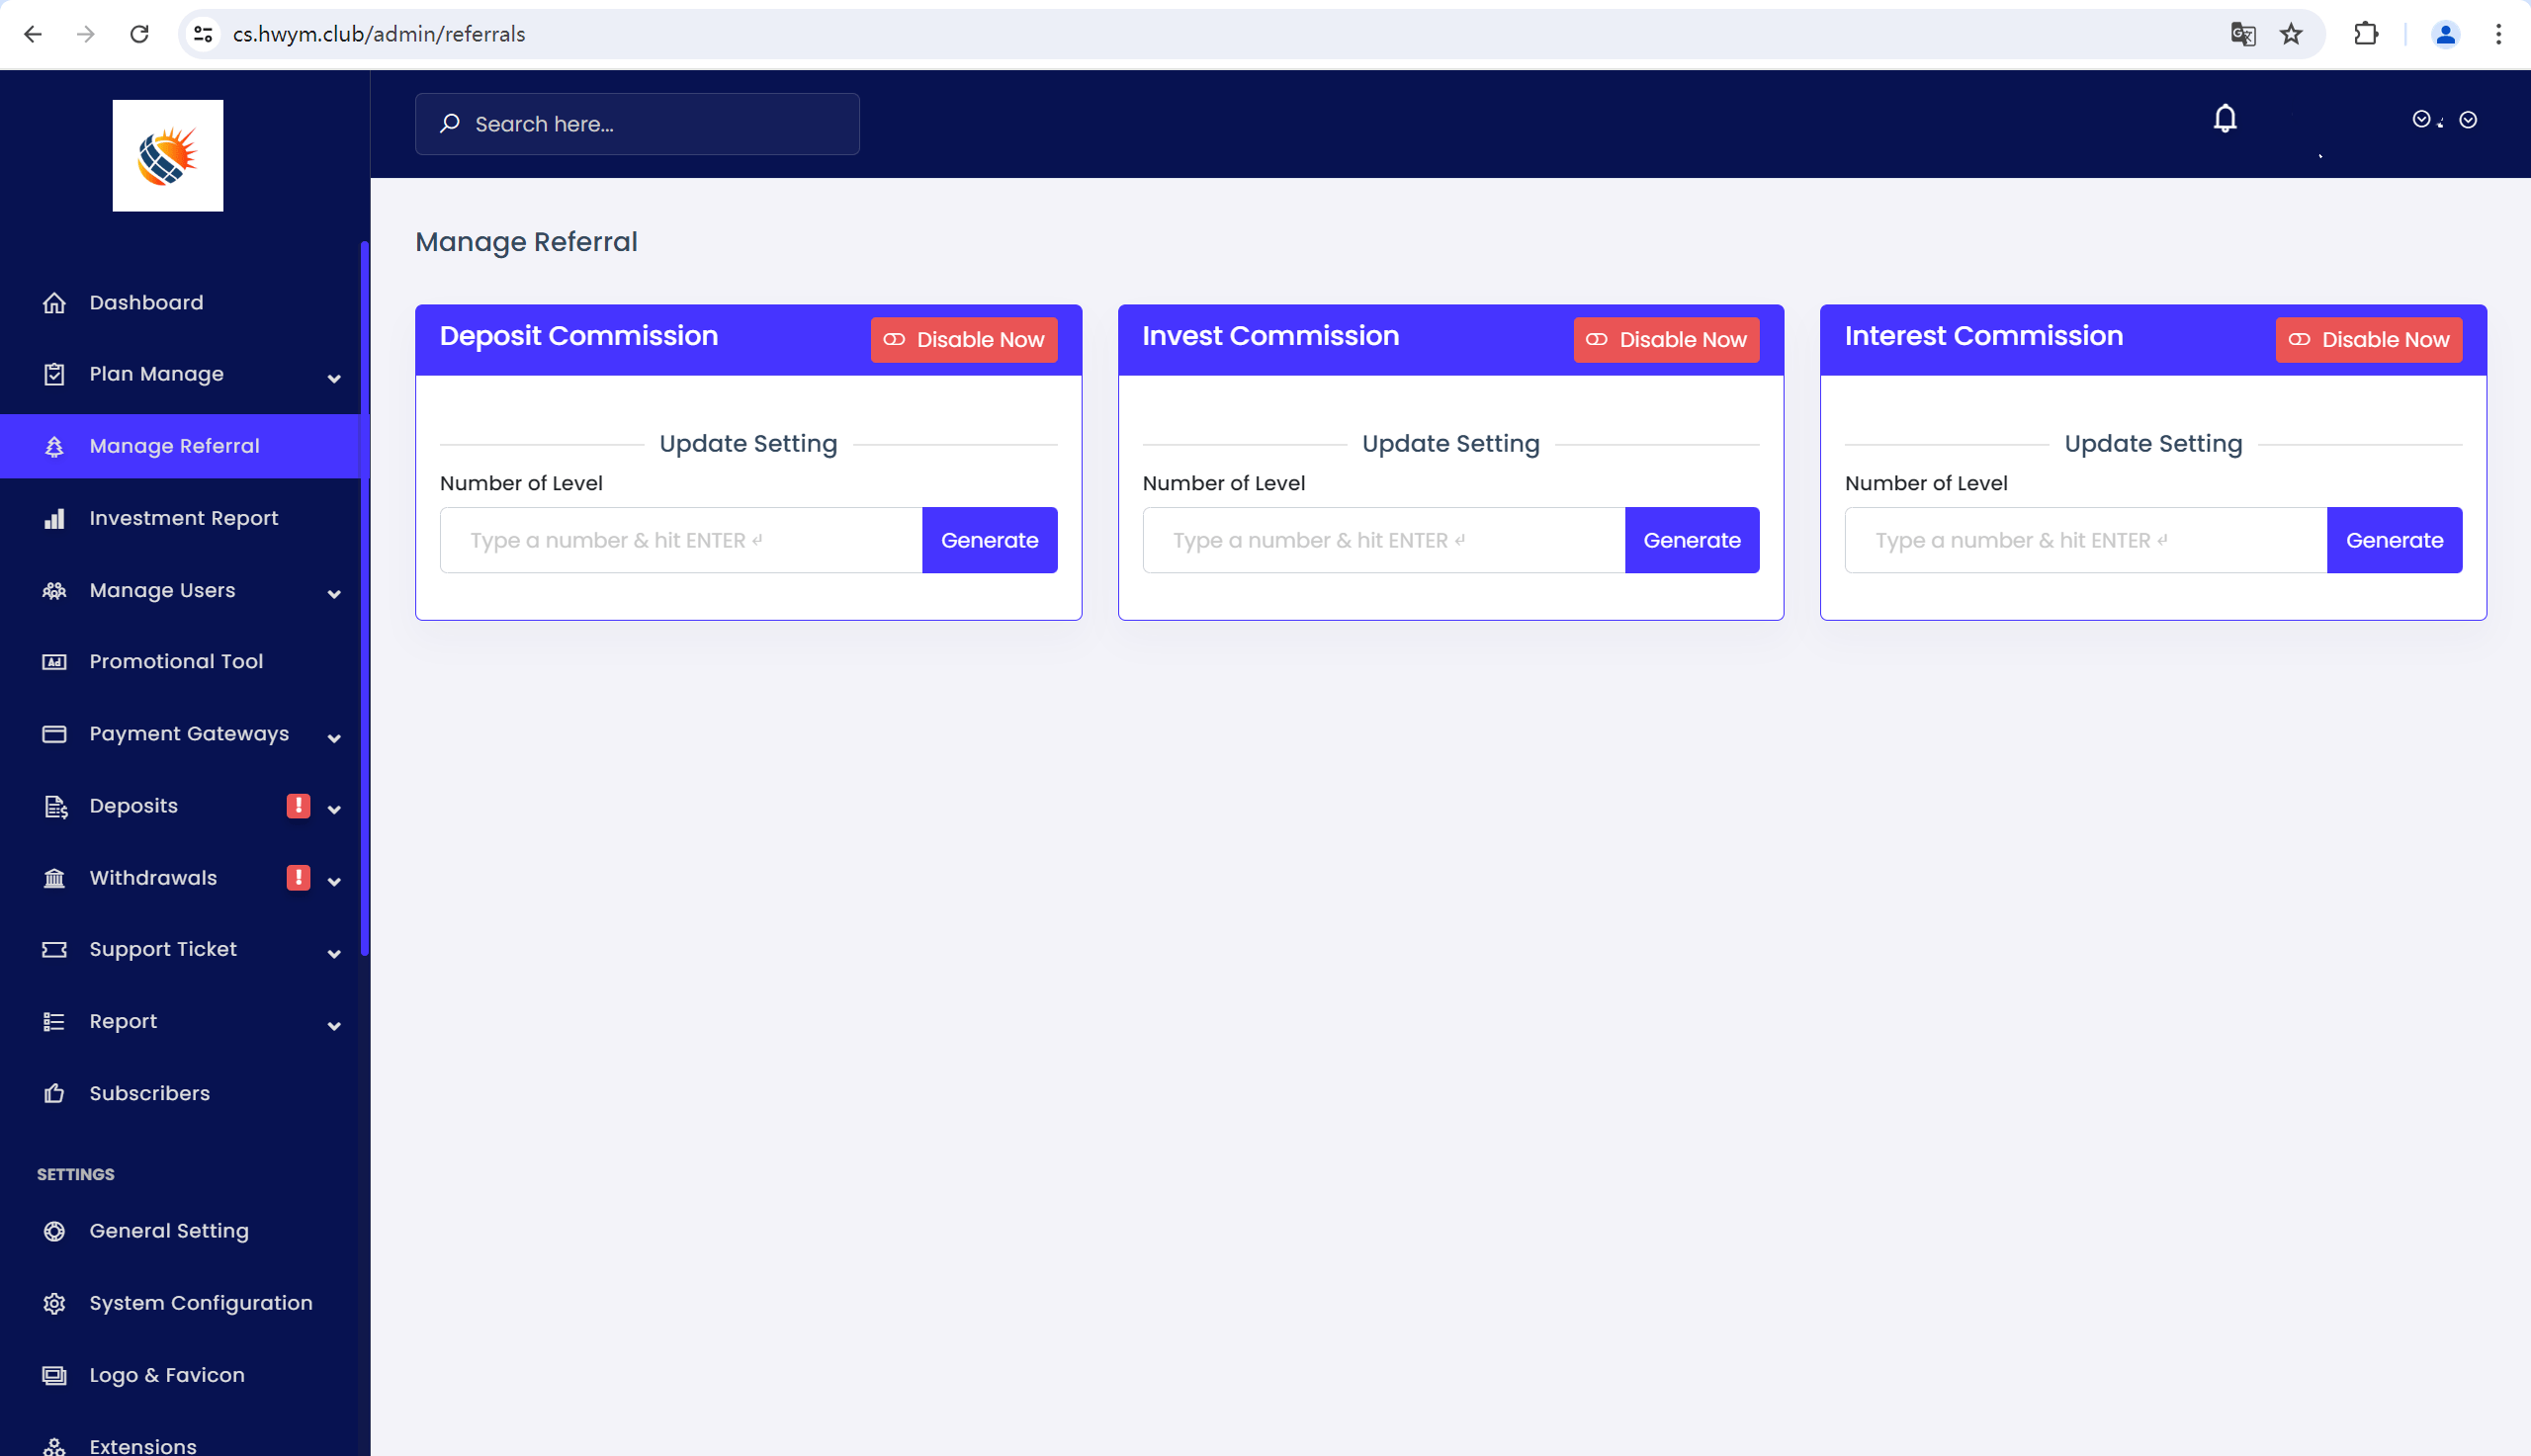 cs.hwym.club/admin/referrals
Search here...
Dashboard
Plan Manage
Manage Referral
Investment Report
Manage Users
Promotional Tool
Payment Gateways
Deposits
Withdrawals
Support Ticket
Report
Subscribers
SETTINGS
General Setting
System Configuration
Logo & Favicon
Extensions
Manage Referral
Deposit Commission
Disable Now
Update Setting
Number of Level
Type a number & hit ENTER ↵
Generate
Invest Commission
Disable Now
Update Setting
Number of Level
Type a number & hit ENTER ↵
Generate
Interest Commission
Disable Now
Update Setting
Number of Level
Type a number & hit ENTER ↵
Generate